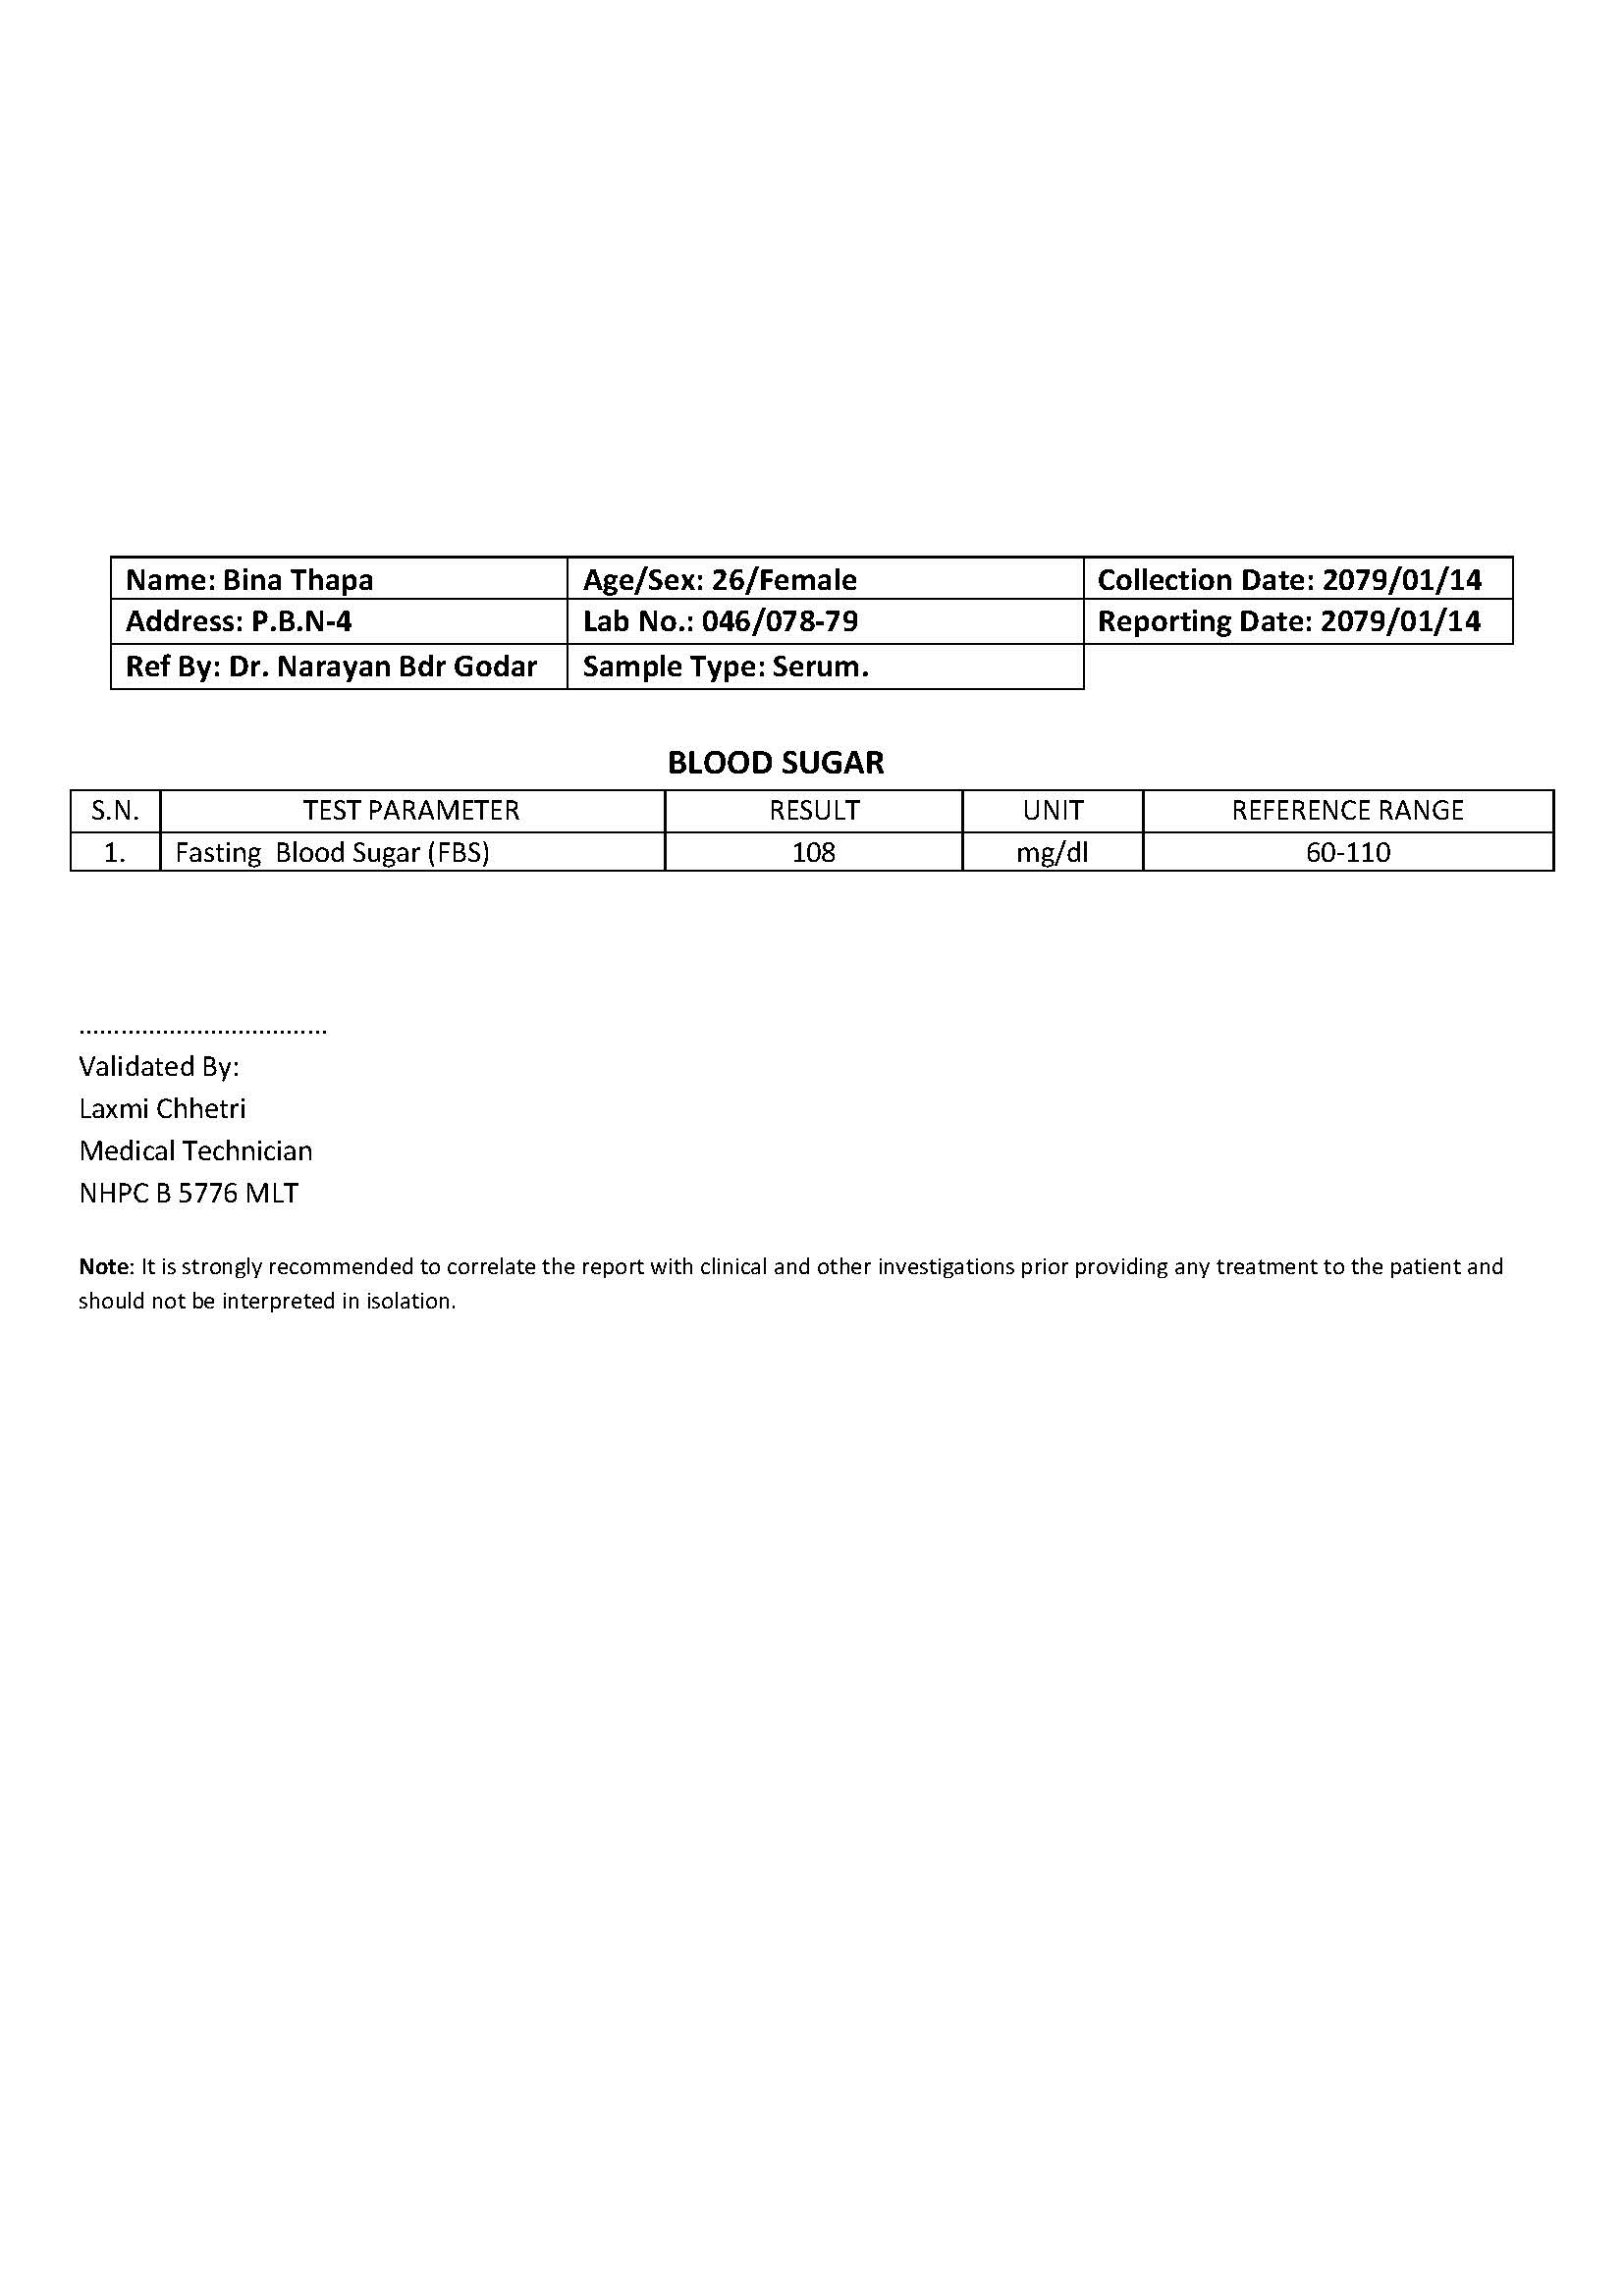 Name: Bina Thapa Age/Sex: 26/Female Collection Date: 2079/01/14
Address: P.B.N-4 Lab No.: 046/078-79 Reporting Date: 2079/01/14
Ref By: Dr. Narayan Bdr Godar Sample Type: Serum.
BLOOD SUGAR
S.N. TEST PARAMETER RESULT UNIT REFERENCE RANGE
1. Fasting Blood Sugar (FBS) 108 mg/dl 60-110
....................................
Validated By:
Laxmi Chhetri
Medical Technician
NHPC B 5776 MLT
Note: It is strongly recommended to correlate the report with clinical and other investigations prior providing any treatment to the patient and
should not be interpreted in isolation.